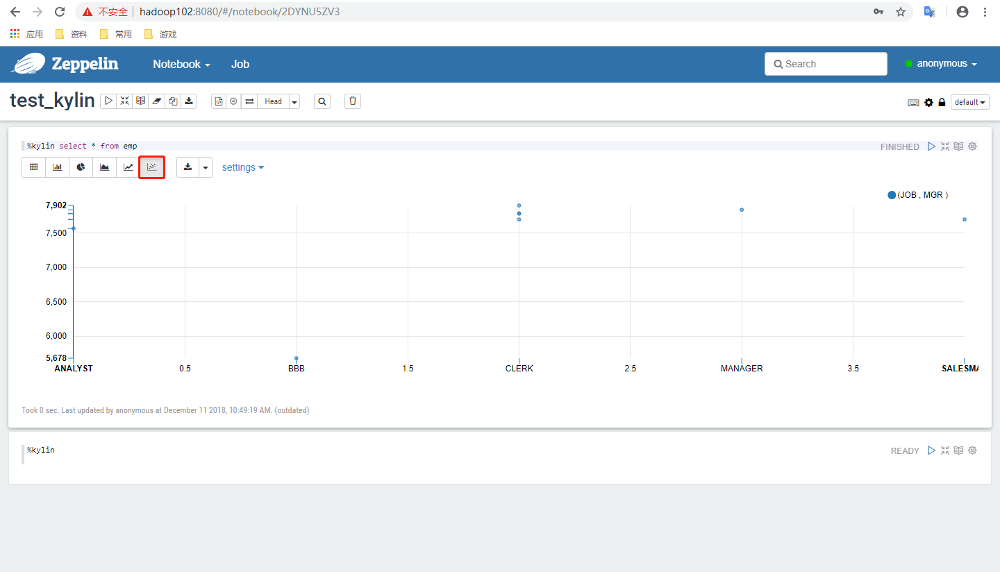 不安全 hadoop102:8080/#/notebook/2DYNU5ZV3
应用 资料 常用 游戏
Zeppelin Notebook Job Search anonymous
test_kylin Head default
%kylin select * from emp FINISHED
settings
(JOB , MGR )
7,902
7,500
7,000
6,500
6,000
5,678
ANALYST 0.5 BBB 1.5 CLERK 2.5 MANAGER 3.5 SALESMA
Took 0 sec. Last updated by anonymous at December 11 2018, 10:49:19 AM. (outdated)
%kylin READY